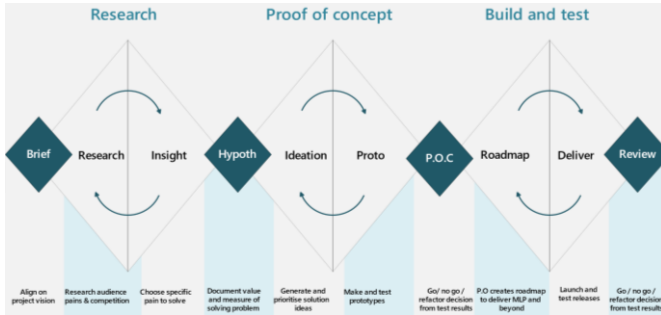 Research
Proof of concept
Build and test
Brief
Research
Insight
Hypoth
Ideation
Proto
P.O.C
Roadmap
Deliver
Review
Align on
project vision
Research audience
pains & competition
Choose specific
pain to solve
Document value
and measure of
solving problem
Generate and
prioritise solution
ideas
Make and test
prototypes
Go/ no go /
refactor decision
from test results
P.O creates roadmap
to deliver MLP and
beyond
Launch and
test releases
Go / no go /
refactor decision
from test results